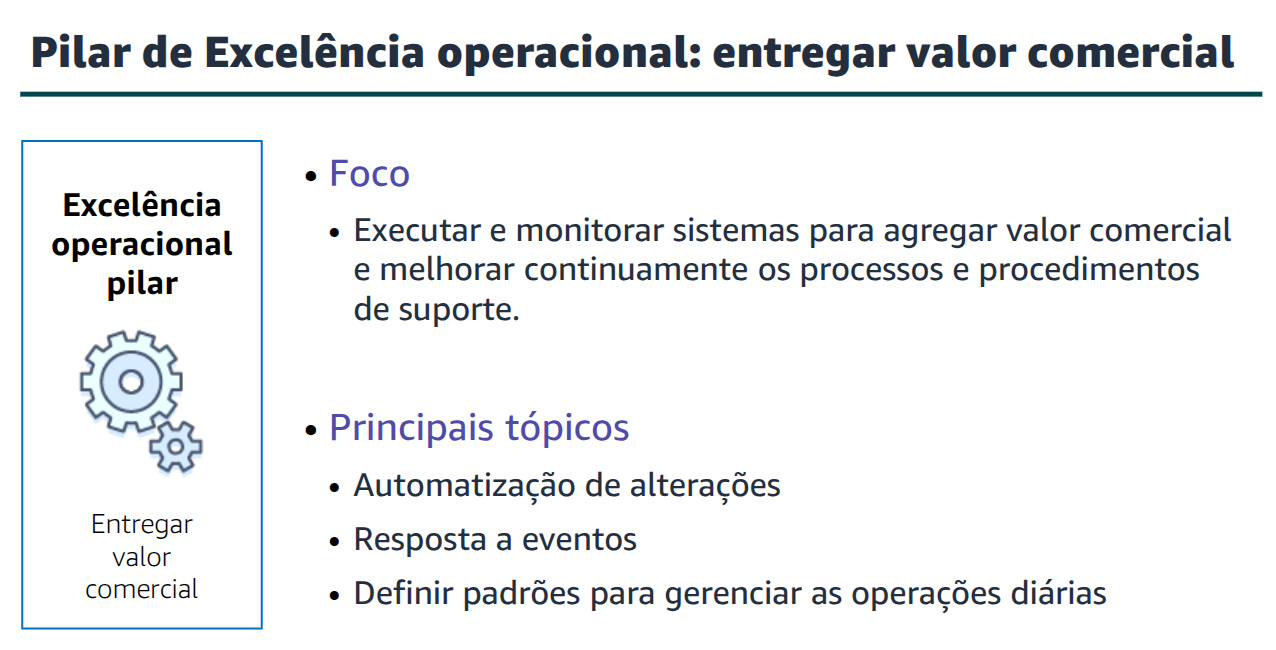 Pilar de Excelência operacional: entregar valor comercial
Excelência
operacional
pilar
Entregar
valor
comercial
• Foco
• Executar e monitorar sistemas para agregar valor comercial
e melhorar continuamente os processos e procedimentos
de suporte.
• Principais tópicos
• Automatização de alterações
• Resposta a eventos
• Definir padrões para gerenciar as operações diárias